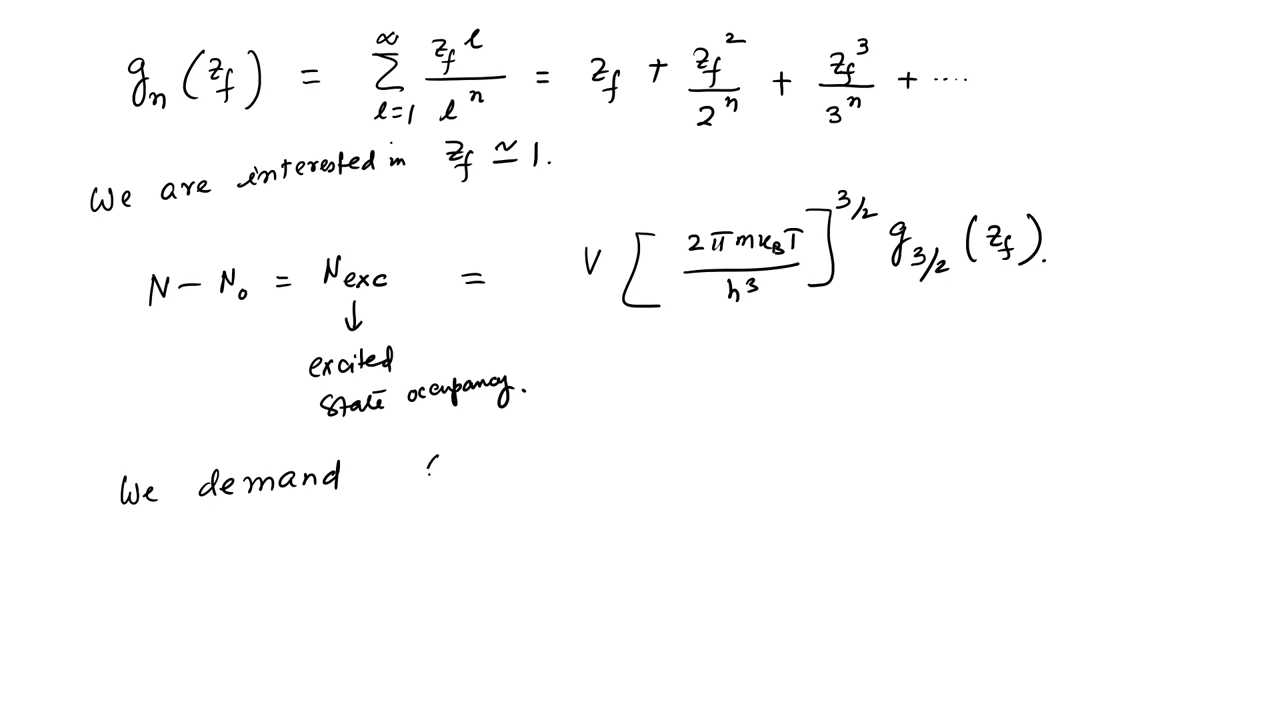 g_n (z_f) = ∑_{l=1}^{∞} z_f^l / l^n = z_f + z_f^2 / 2^n + z_f^3 / 3^n + ....
We are interested in z_f ≃ 1.
N - N_0 = N_exc = V [ 2πmk_BT / h^3 ]^{3/2} g_{3/2} (z_f).
↓
excited
state occupancy.
We demand (